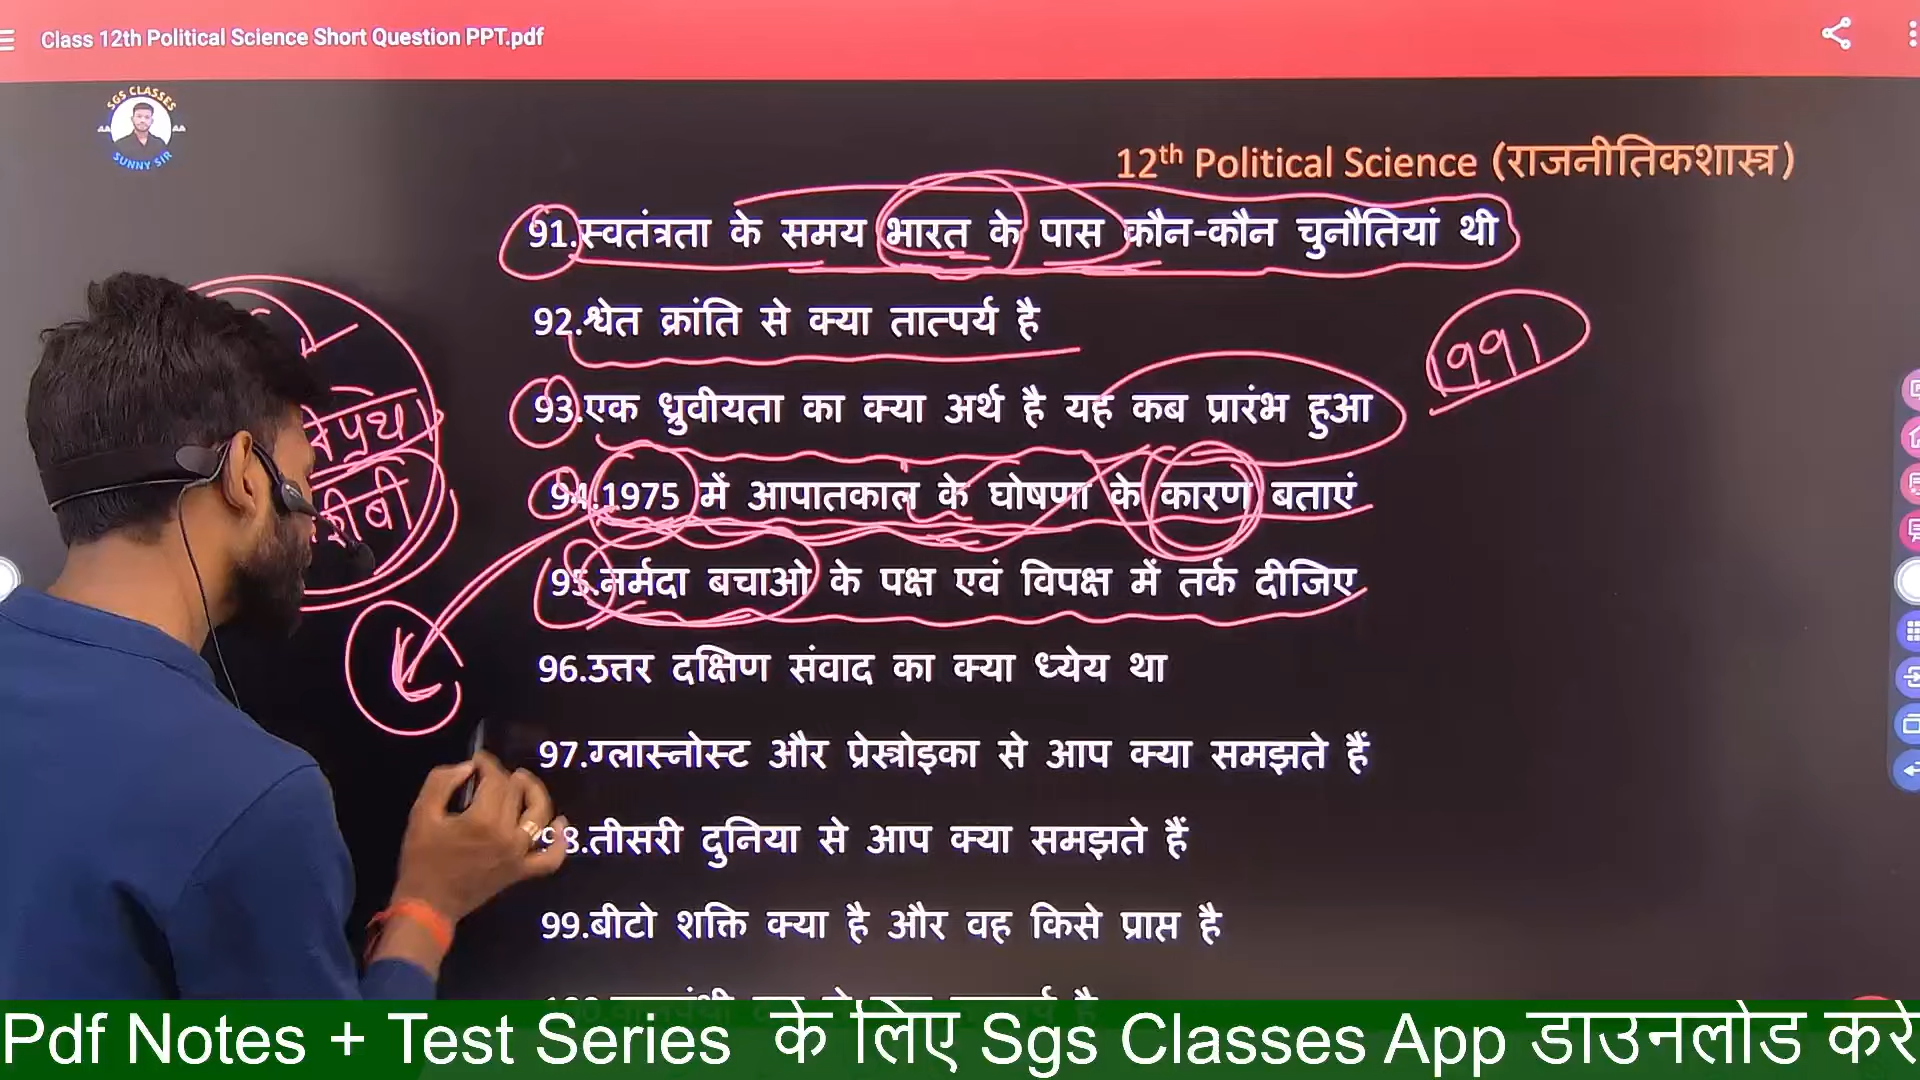 Class 12th Political Science Short Question PPT.pdf
SGS CLASSES
SUNNY SIR
12th Political Science (राजनीतिकशास्त्र)
91.स्वतंत्रता के समय भारत के पास कौन-कौन चुनौतियां थी
92.श्वेत क्रांति से क्या तात्पर्य है
1991
93.एक ध्रुवीयता का क्या अर्थ है यह कब प्रारंभ हुआ
94.1975 में आपातकाल के घोषणा के कारण बताएं
95.नर्मदा बचाओ के पक्ष एवं विपक्ष में तर्क दीजिए
96.उत्तर दक्षिण संवाद का क्या ध्येय था
97.ग्लास्नोस्ट और प्रेस्त्रोइका से आप क्या समझते हैं
98.तीसरी दुनिया से आप क्या समझते हैं
99.बीटो शक्ति क्या है और वह किसे प्राप्त है
Pdf Notes + Test Series के लिए Sgs Classes App डाउनलोड करे